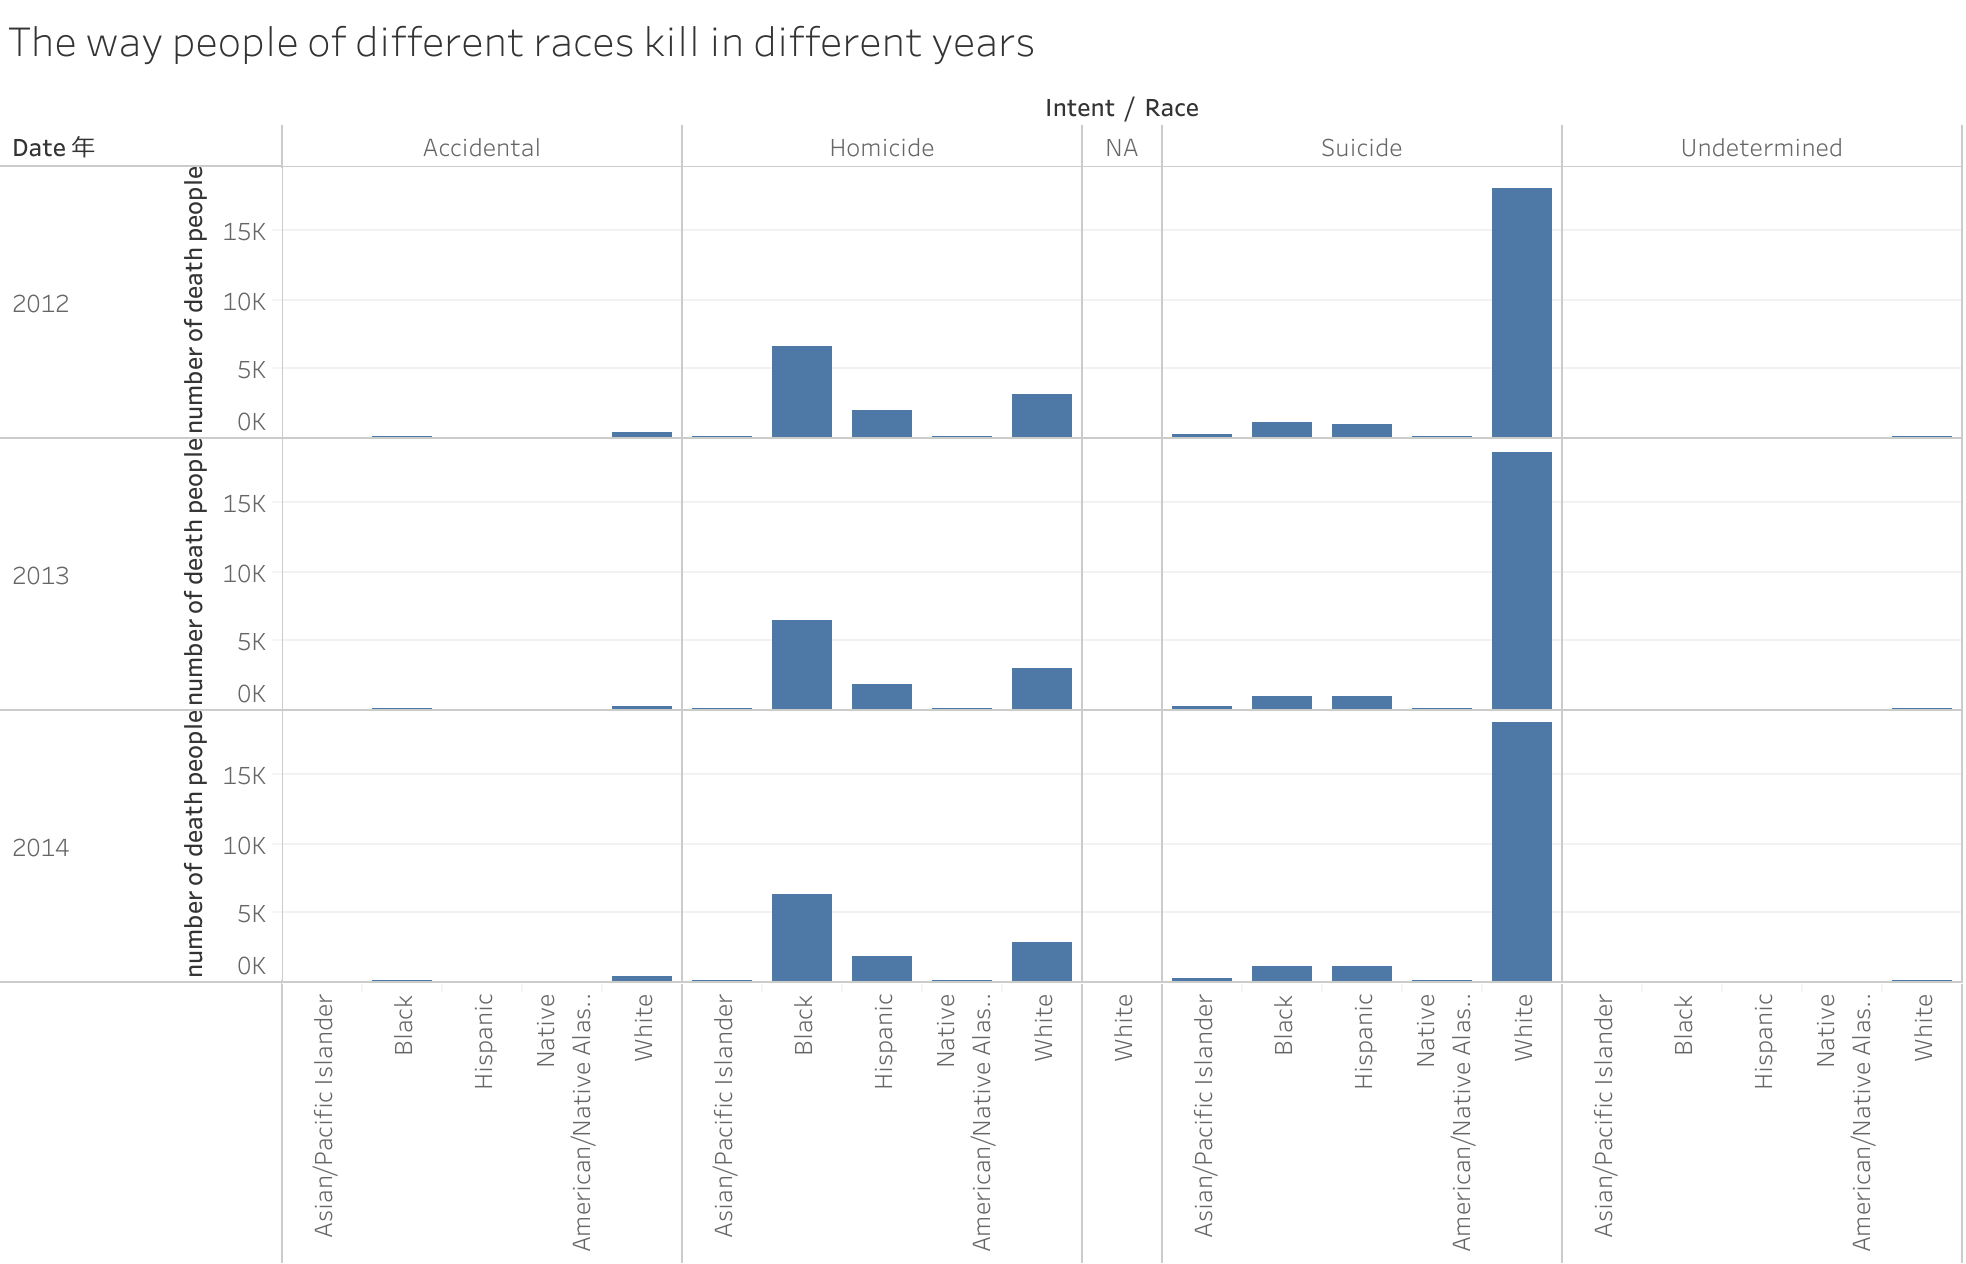 The way people of different races kill in different years
Intent / Race
Date 年
Accidental
Homicide
NA
Suicide
Undetermined
2012
number of death people
15K
10K
5K
0K
2013
number of death people
15K
10K
5K
0K
2014
number of death people
15K
10K
5K
0K
Asian/Pacific Islander
Black
Hispanic
Native
American/Native Alas..
White
Asian/Pacific Islander
Black
Hispanic
Native
American/Native Alas..
White
White
Asian/Pacific Islander
Black
Hispanic
Native
American/Native Alas..
White
Asian/Pacific Islander
Black
Hispanic
Native
American/Native Alas..
White